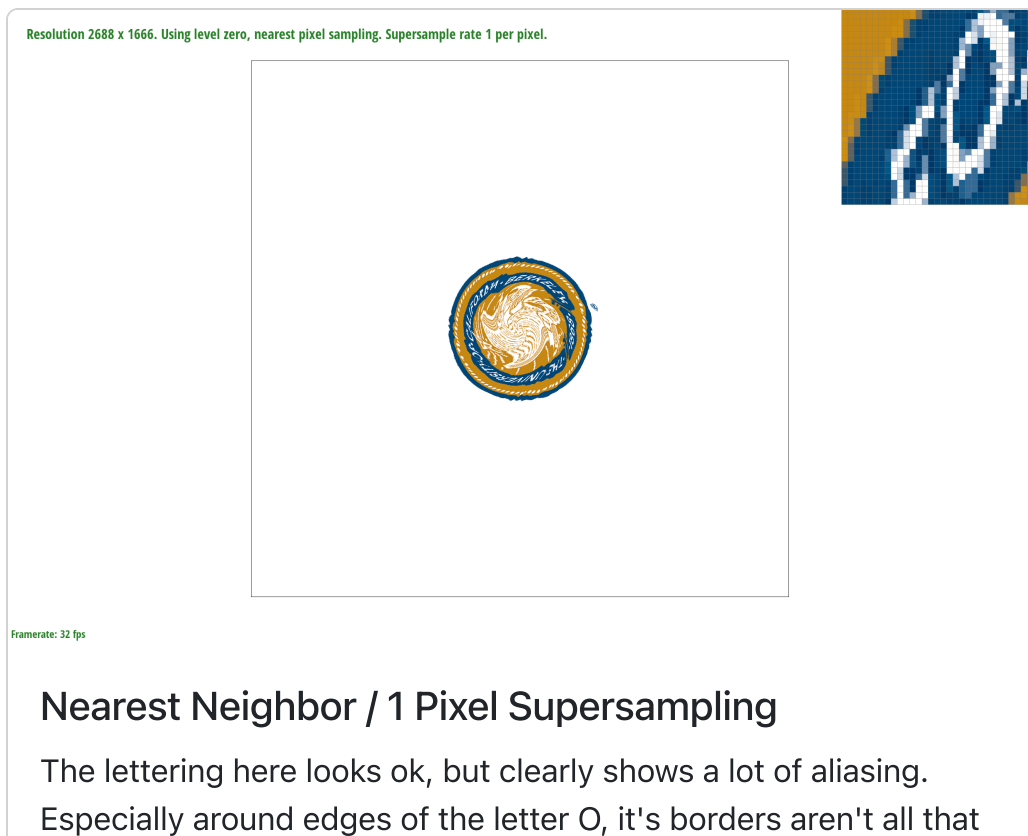 Resolution 2688 x 1666. Using level zero, nearest pixel sampling. Supersample rate 1 per pixel.
BERKELEY
Framerate: 32 fps
Nearest Neighbor / 1 Pixel Supersampling
The lettering here looks ok, but clearly shows a lot of aliasing.
Especially around edges of the letter O, it's borders aren't all that